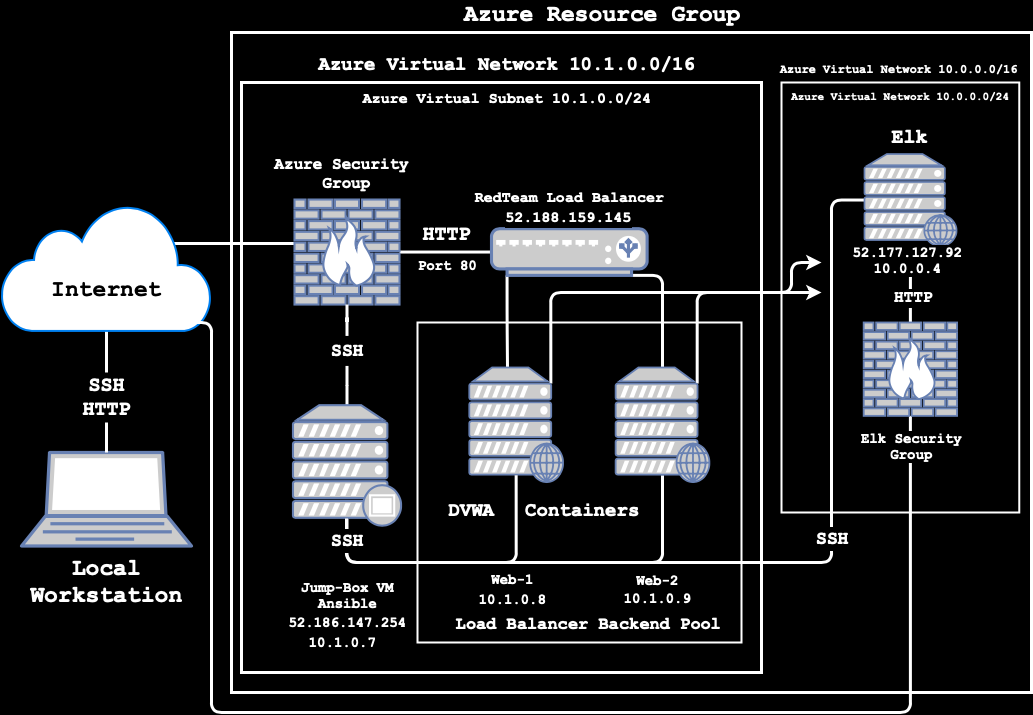 Azure Resource Group
Azure Virtual Network 10.1.0.0/16
Azure Virtual Subnet 10.1.0.0/24
Azure Virtual Network 10.0.0.0/16
Azure Virtual Network 10.0.0.0/24
Elk
52.177.127.92
10.0.0.4
HTTP
Elk Security
Group
Azure Security
Group
RedTeam Load Balancer
52.188.159.145
HTTP
Port 80
Internet
SSH
HTTP
Local
Workstation
SSH
SSH
Jump-Box VM
Ansible
52.186.147.254
10.1.0.7
DVWA Containers
Web-1
10.1.0.8
Web-2
10.1.0.9
Load Balancer Backend Pool
SSH